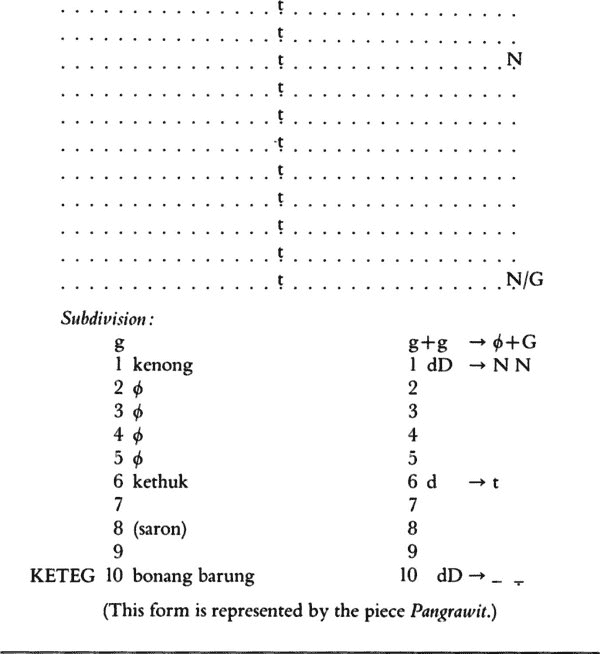 . . . . . . . . . . . . . . . ṭ . . . . . . . . . . . . . . . .
. . . . . . . . . . . . . . . ṭ . . . . . . . . . . . . . . . .
. . . . . . . . . . . . . . . ṭ . . . . . . . . . . . . . . . Ṇ
. . . . . . . . . . . . . . . ṭ . . . . . . . . . . . . . . . .
. . . . . . . . . . . . . . . ṭ . . . . . . . . . . . . . . . .
. . . . . . . . . . . . . . . ṭ . . . . . . . . . . . . . . . .
. . . . . . . . . . . . . . . ṭ . . . . . . . . . . . . . . . .
. . . . . . . . . . . . . . . ṭ . . . . . . . . . . . . . . . .
. . . . . . . . . . . . . . . ṭ . . . . . . . . . . . . . . . .
. . . . . . . . . . . . . . . ṭ . . . . . . . . . . . . . . . .
. . . . . . . . . . . . . . . ṭ . . . . . . . . . . . . . . . Ṇ/G
Subdivision:
g g+g → ϕ+G
1 kenong 1 dD → N N
2 ϕ 2
3 ϕ 3
4 ϕ 4
5 ϕ 5
6 kethuk 6 d → t
7 7
8 (saron) 8
9 9
KETEG 10 bonang barung 10 dD → _ _̣
(This form is represented by the piece Pangrawit.)